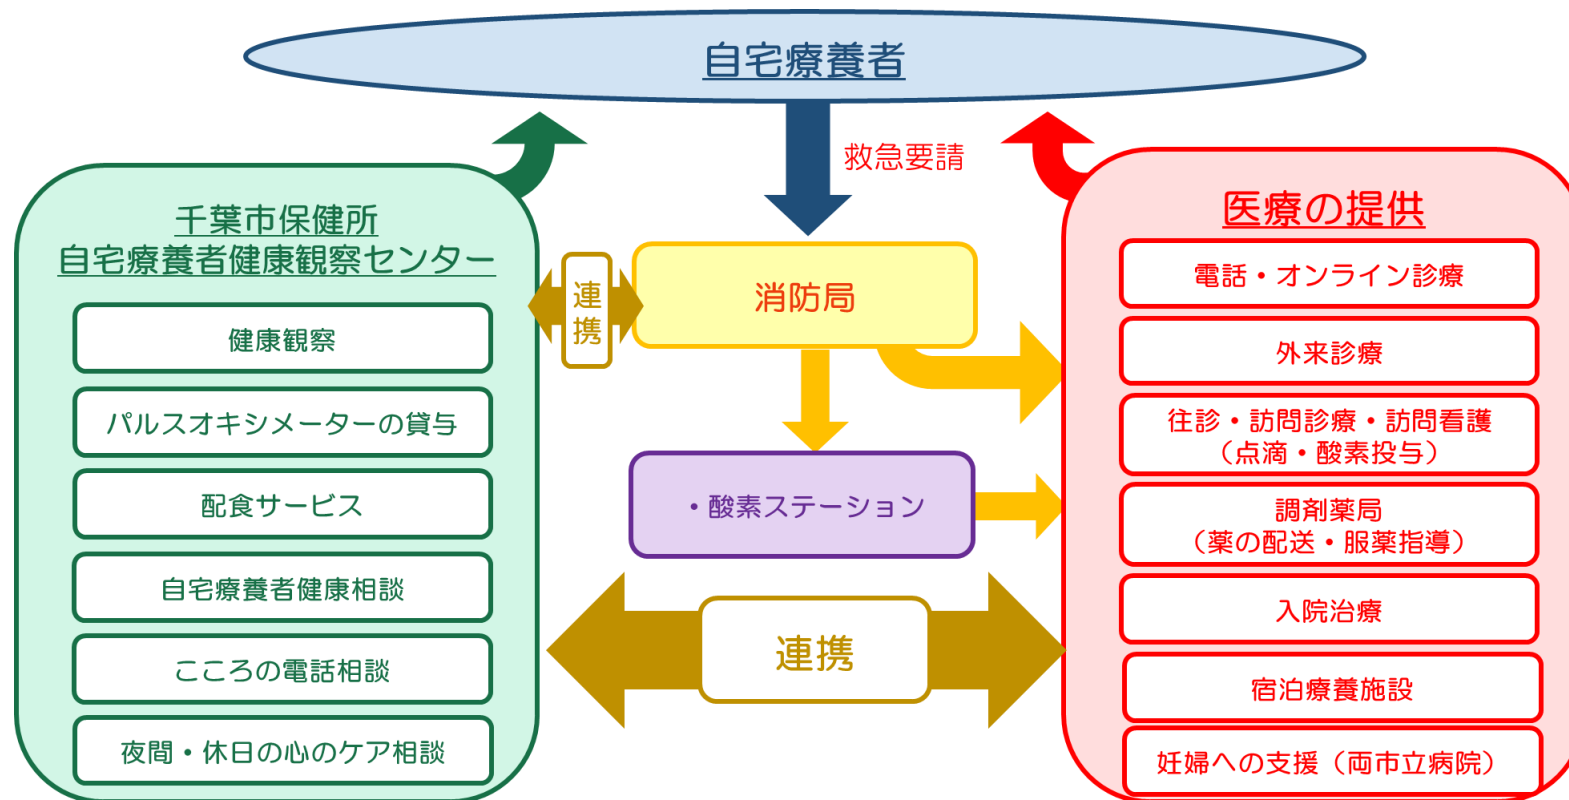 自宅療養者
救急要請
千葉市保健所
自宅療養者健康観察センター
健康観察
パルスオキシメーターの貸与
配食サービス
自宅療養者健康相談
こころの電話相談
夜間・休日の心のケア相談
連
携
消防局
・酸素ステーション
連携
医療の提供
電話・オンライン診療
外来診療
往診・訪問診療・訪問看護
（点滴・酸素投与）
調剤薬局
（薬の配送・服薬指導）
入院治療
宿泊療養施設
妊婦への支援（両市立病院）